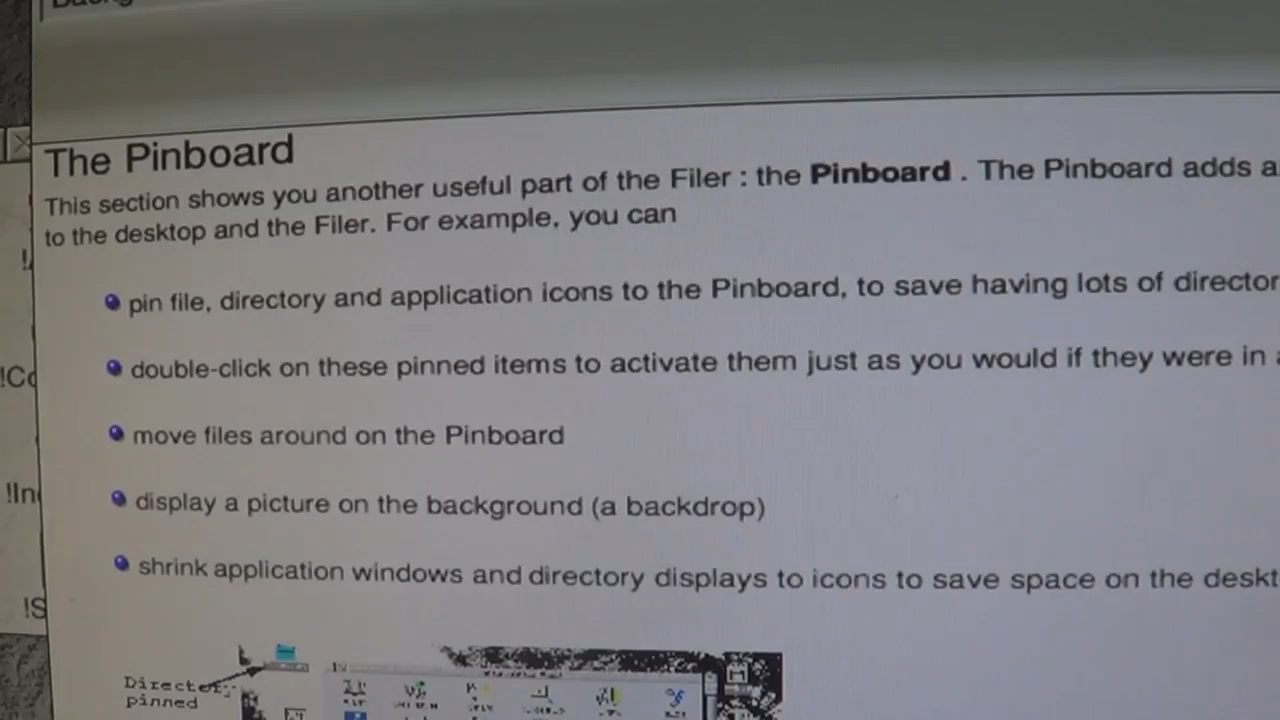 The Pinboard
This section shows you another useful part of the Filer : the Pinboard . The Pinboard adds a
to the desktop and the Filer. For example, you can
pin file, directory and application icons to the Pinboard, to save having lots of director
double-click on these pinned items to activate them just as you would if they were in
move files around on the Pinboard
display a picture on the background (a backdrop)
shrink application windows and directory displays to icons to save space on the deskt
!Co
!In
!S
Directory
pinned